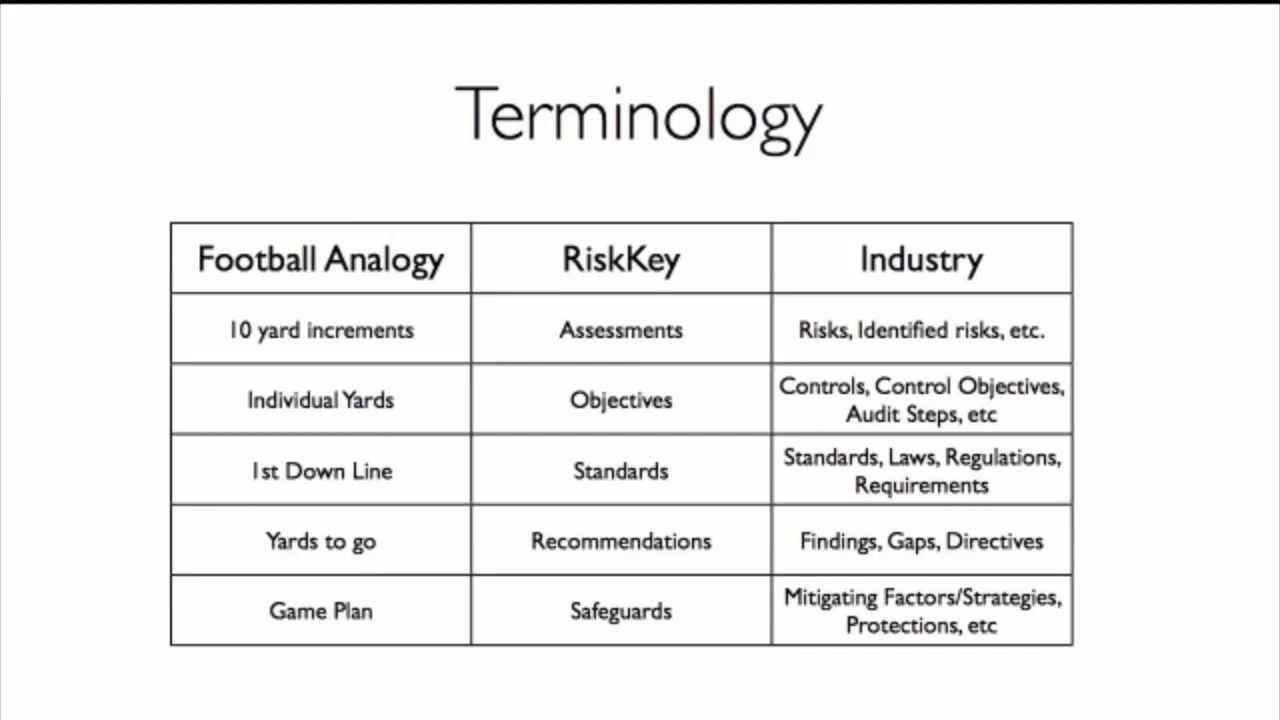 Terminology
Football Analogy RiskKey Industry
10 yard increments Assessments Risks, Identified risks, etc.
Individual Yards Objectives Controls, Control Objectives,
Audit Steps, etc
1st Down Line Standards Standards, Laws, Regulations,
Requirements
Yards to go Recommendations Findings, Gaps, Directives
Game Plan Safeguards Mitigating Factors/Strategies,
Protections, etc